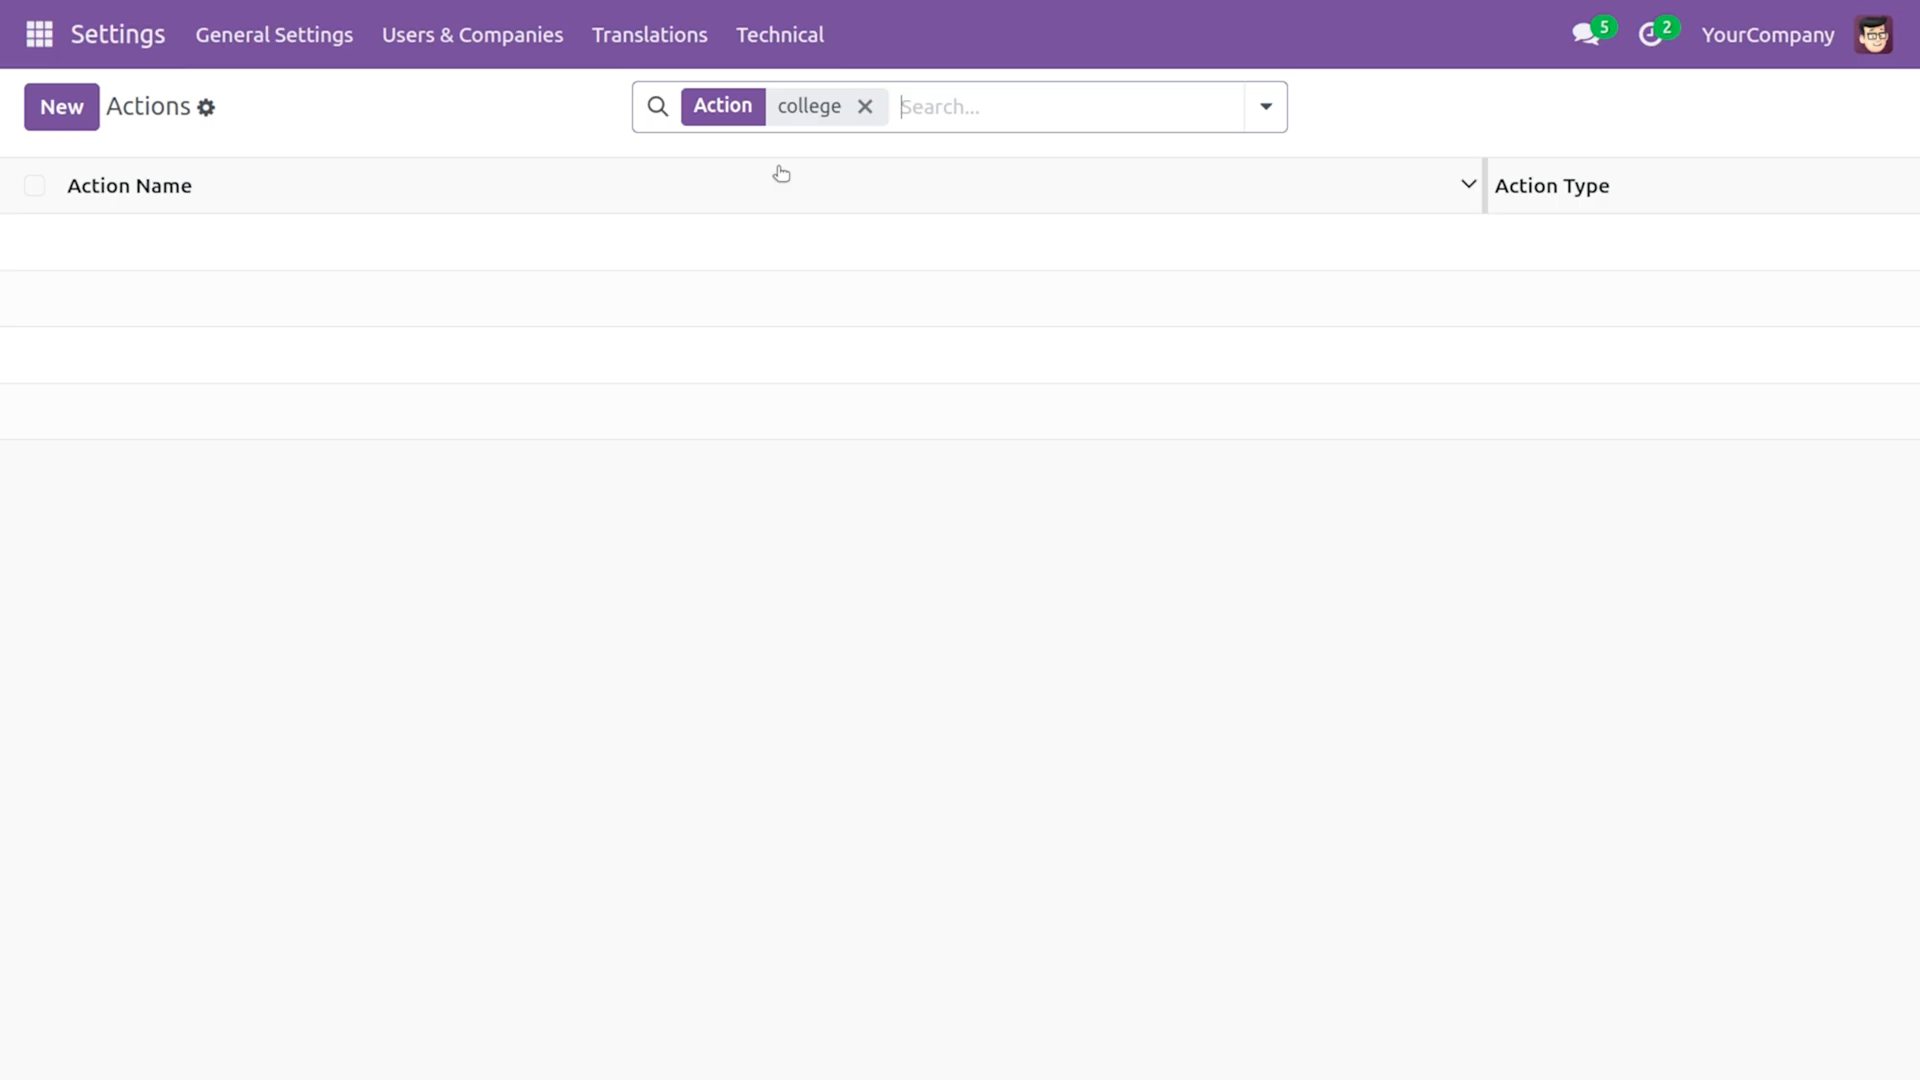 Settings General Settings Users & Companies Translations Technical 5 2 YourCompany
New Actions Action college Search...
Action Name Action Type